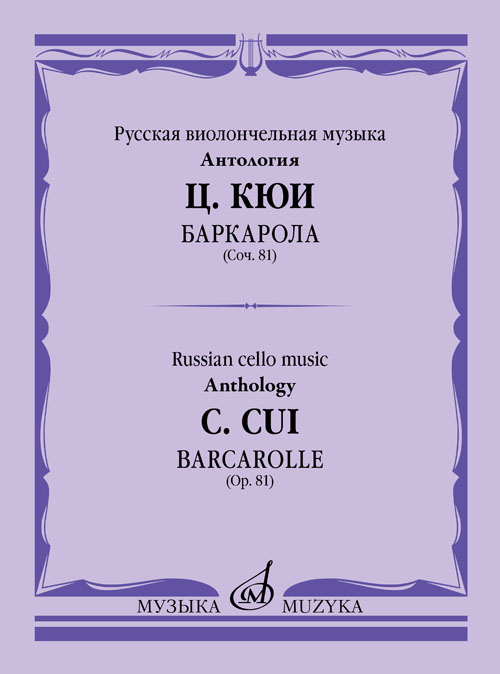 Русская виолончельная музыка
Антология
Ц. КЮИ
БАРКАРОЛА
(Соч. 81)
Russian cello music
Anthology
C. CUI
BARCAROLLE
(Op. 81)
МУЗЫКА М MUZYKA